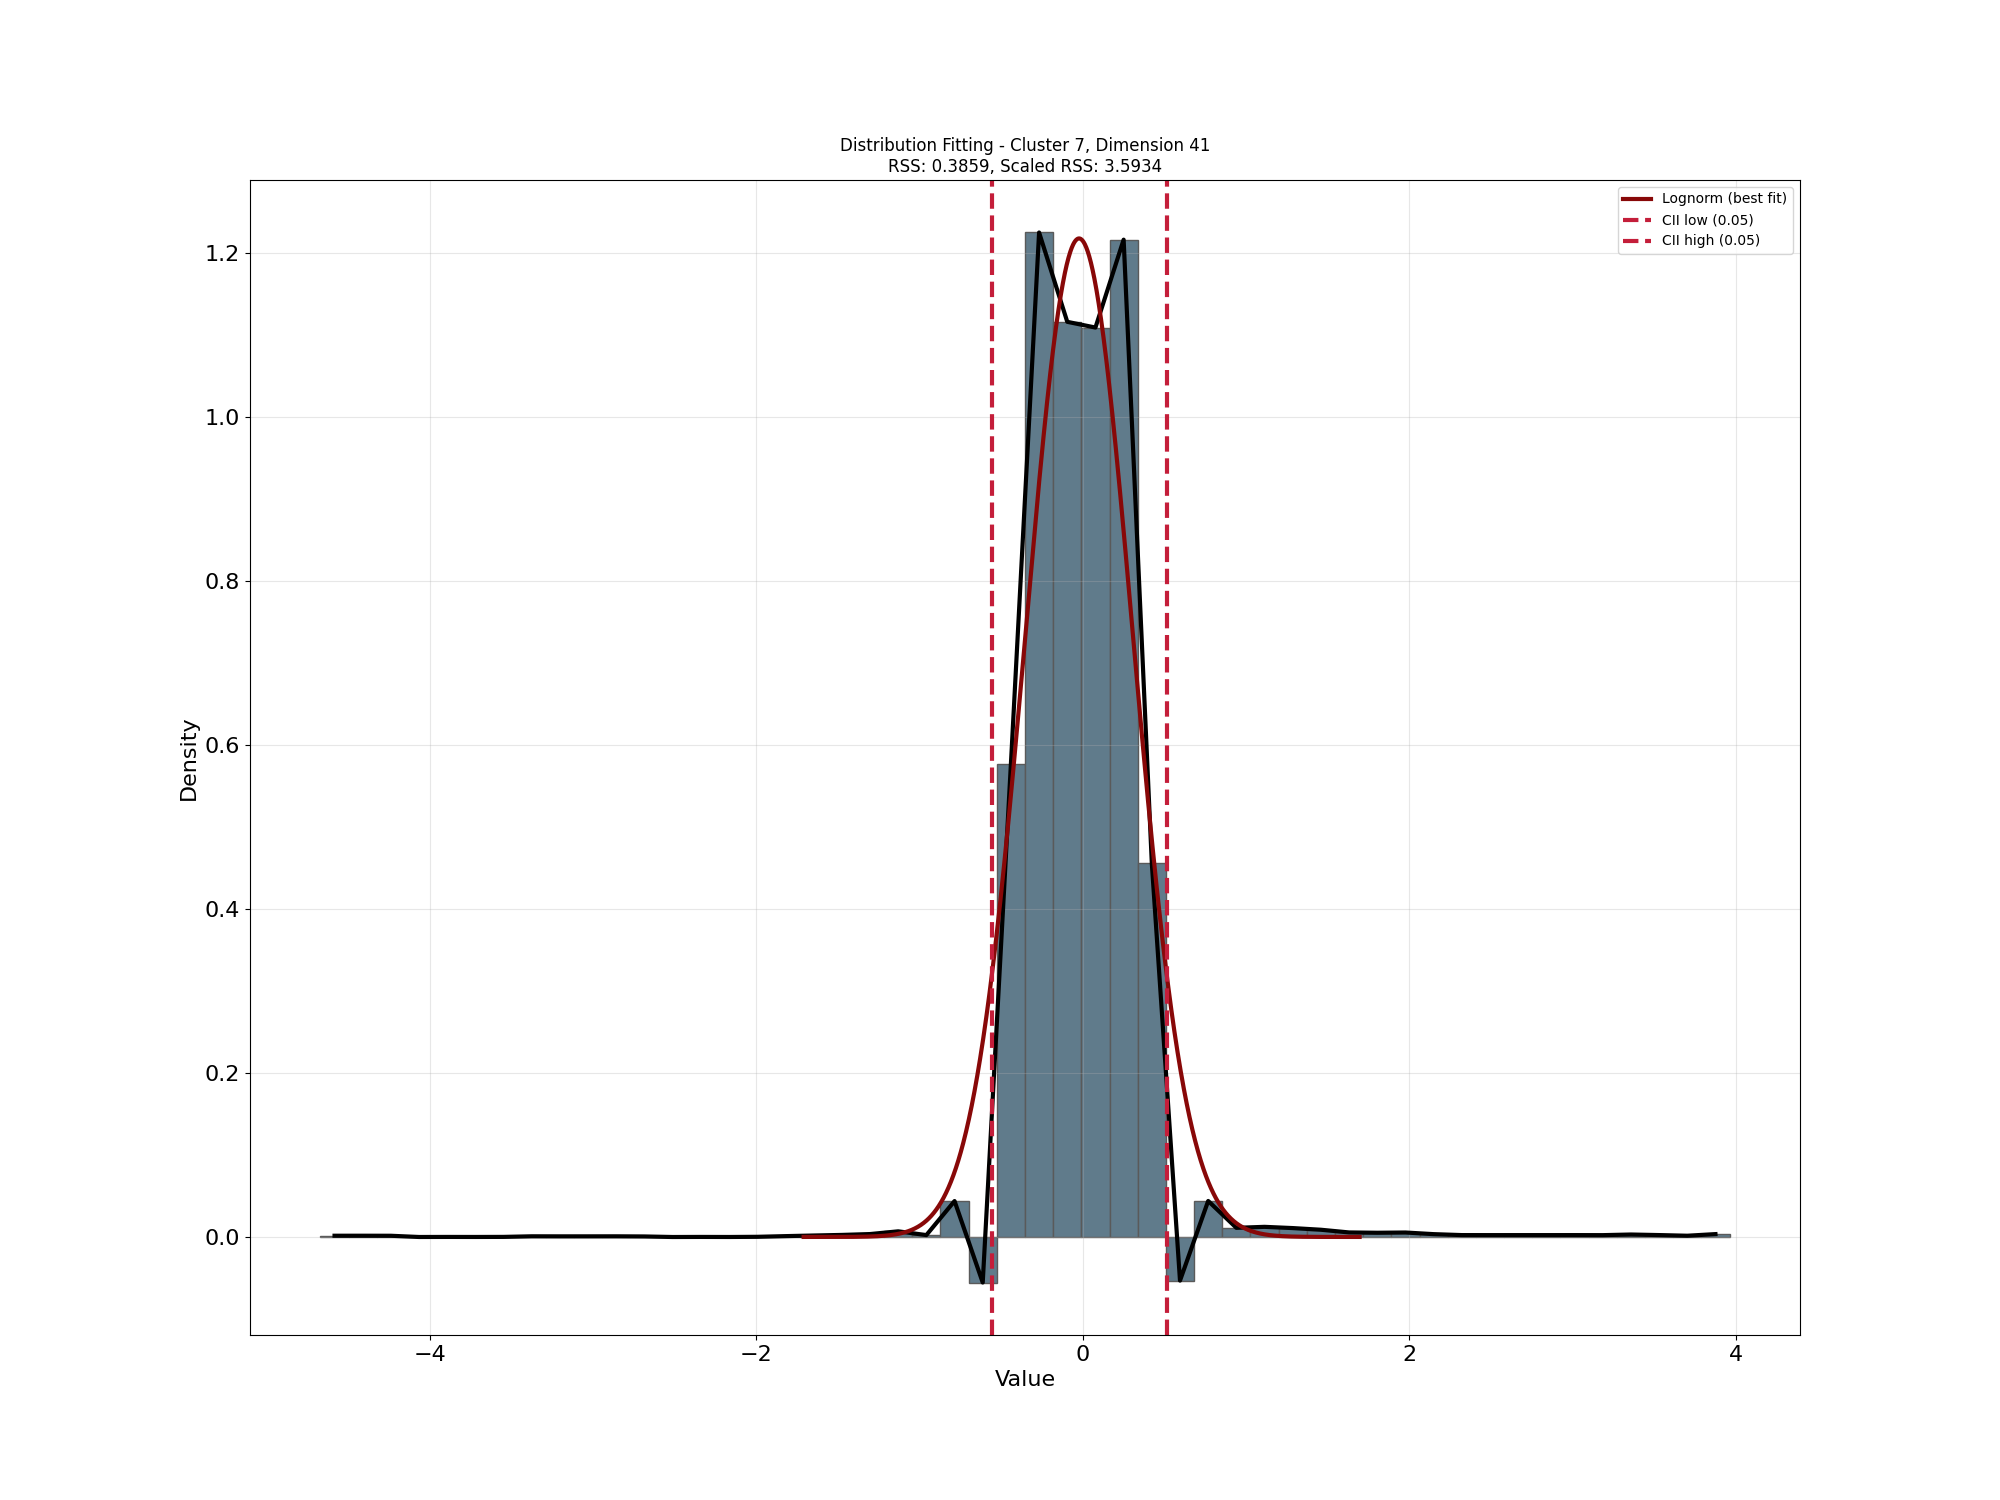 Distribution Fitting - Cluster 7, Dimension 41
RSS: 0.3859, Scaled RSS: 3.5934
Lognorm (best fit)
CII low (0.05)
CII high (0.05)
1.2
1.0
0.8
0.6
0.4
0.2
0.0
Density
−4
−2
0
2
4
Value